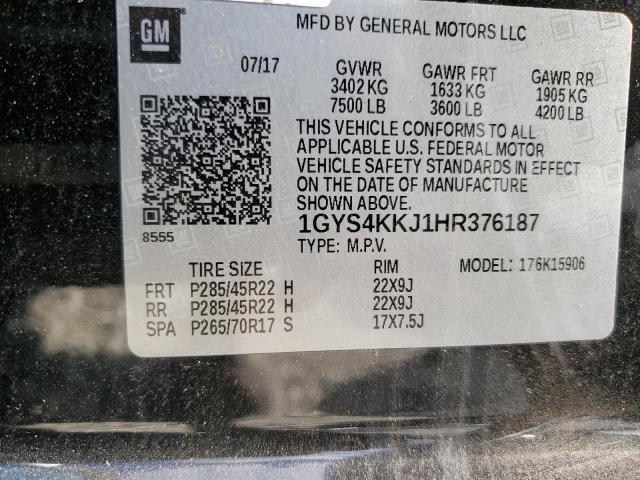 GM
MFD BY GENERAL MOTORS LLC
07/17 GVWR GAWR FRT GAWR RR
3402 KG 1633 KG 1905 KG
7500 LB 3600 LB 4200 LB
THIS VEHICLE CONFORMS TO ALL
APPLICABLE U.S. FEDERAL MOTOR
VEHICLE SAFETY STANDARDS IN EFFECT
ON THE DATE OF MANUFACTURE
SHOWN ABOVE.
8555
1GYS4KKJ1HR376187
TYPE: M.P.V.
TIRE SIZE RIM MODEL: 176K15906
FRT P285/45R22 H 22X9J
RR P285/45R22 H 22X9J
SPA P265/70R17 S 17X7.5J